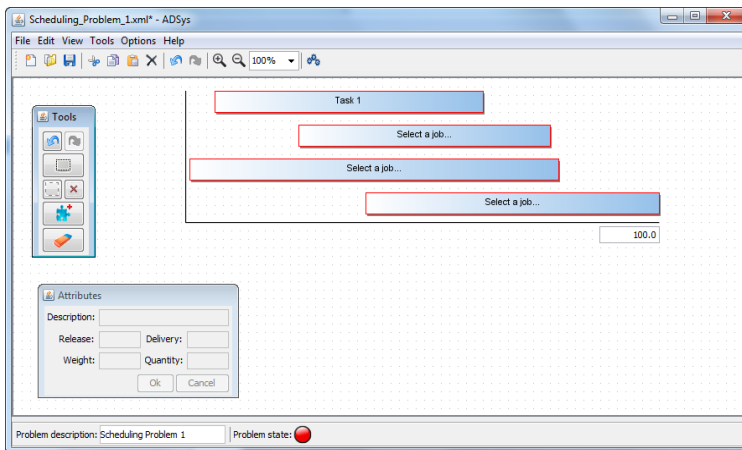 Scheduling_Problem_1.xml* - ADSys
File Edit View Tools Options Help
100%
Task 1
Tools
Select a job...
Select a job...
Select a job...
100.0
Attributes
Description:
Release: Delivery:
Weight: Quantity:
Ok Cancel
Problem description: Scheduling Problem 1 Problem state: